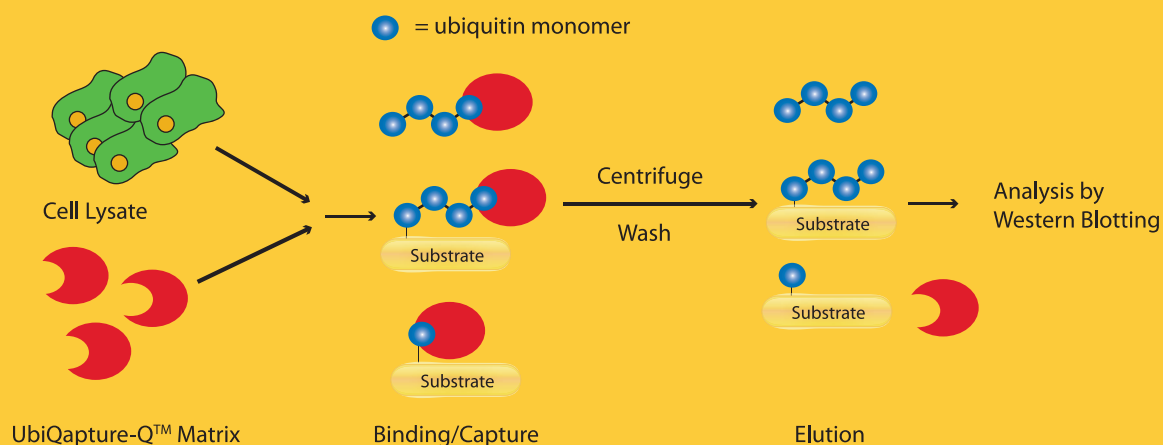 = ubiquitin monomer
Cell Lysate
UbiQapture-Q™ Matrix
Substrate
Substrate
Binding/Capture
Centrifuge
Wash
Substrate
Substrate
Elution
Analysis by
Western Blotting